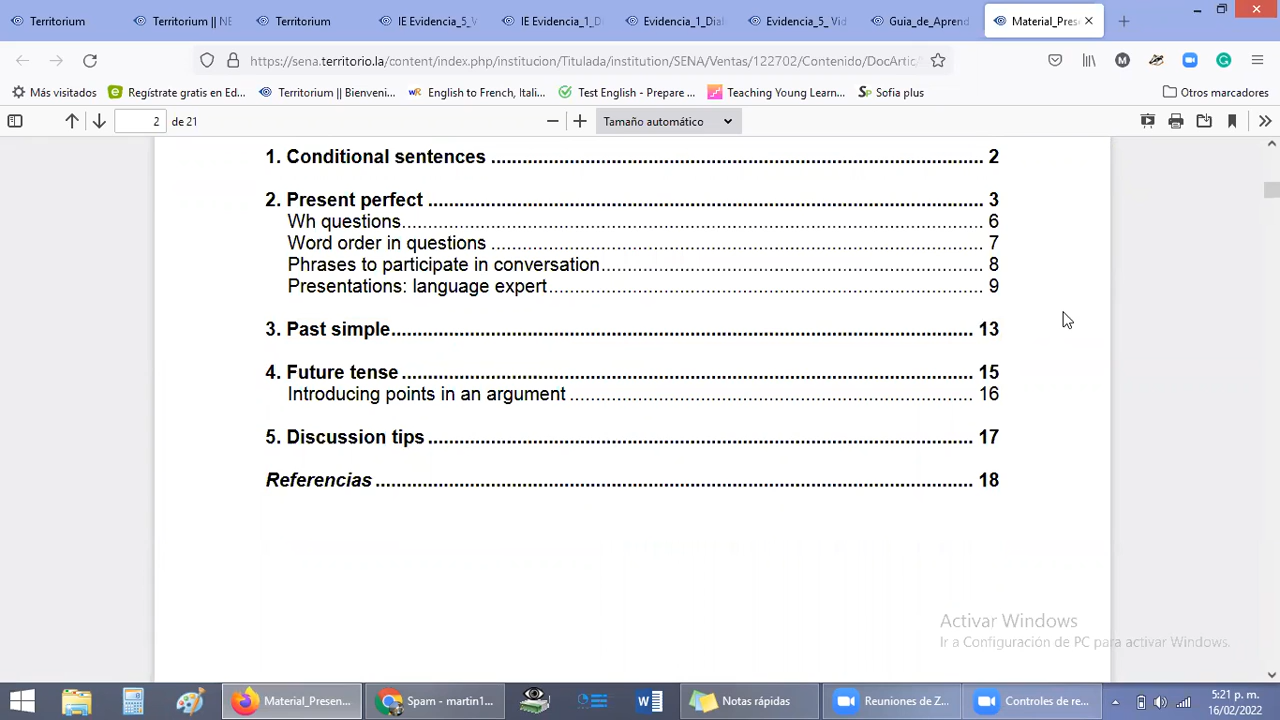 Territorium
Territorium || NE
Territorium
IE Evidencia_5_V
IE Evidencia_1_Di
Evidencia_1_Dial
Evidencia_5_ Vid
Guia_de_Aprend
Material_Pres
https://sena.territorio.la/content/index.php/institucion/Titulada/institution/SENA/Ventas/122702/Contenido/DocArtic
Más visitados
Regístrate gratis en Ed...
Territorium || Bienveni...
English to French, Itali...
Test English - Prepare ...
Teaching Young Learn...
Sofia plus
Otros marcadores
2 de 21
Tamaño automático
1. Conditional sentences ........ 2
2. Present perfect ........ 3
Wh questions........ 6
Word order in questions ........ 7
Phrases to participate in conversation........ 8
Presentations: language expert........ 9
3. Past simple........ 13
4. Future tense ........ 15
Introducing points in an argument ........ 16
5. Discussion tips ........ 17
Referencias ........ 18
Activar Windows
Ir a Configuración de PC para activar Windows.
Material_Presen...
Spam - martin1...
Notas rápidas
Reuniones de Z...
Controles de re...
5:21 p. m.
16/02/2022